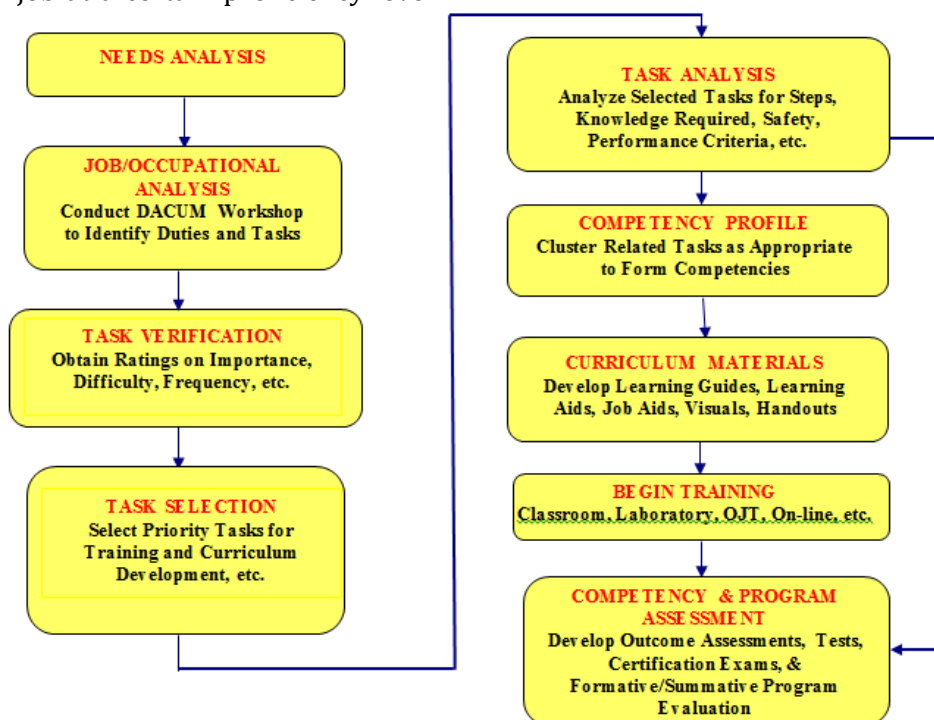 NEEDS ANALYSIS
JOB/OCCUPATIONAL
ANALYSIS
Conduct DACUM Workshop
to Identify Duties and Tasks
TASK VERIFICATION
Obtain Ratings on Importance,
Difficulty, Frequency, etc.
TASK SELECTION
Select Priority Tasks for
Training and Curriculum
Development, etc.
TASK ANALYSIS
Analyze Selected Tasks for Steps,
Knowledge Required, Safety,
Performance Criteria, etc.
COMPETENCY PROFILE
Cluster Related Tasks as Appropriate
to Form Competencies
CURRICULUM MATERIALS
Develop Learning Guides, Learning
Aids, Job Aids, Visuals, Handouts
BEGIN TRAINING
Classroom, Laboratory, OJT, On-line, etc.
COMPETENCY & PROGRAM
ASSESSMENT
Develop Outcome Assessments, Tests,
Certification Exams, &
Formative/Summative Program
Evaluation